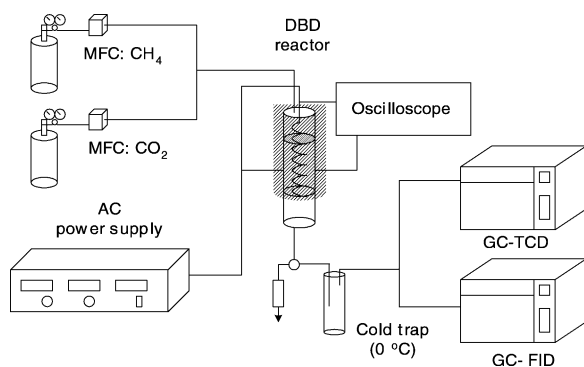 MFC: CH₄
DBD
reactor
Oscilloscope
MFC: CO₂
AC
power supply
GC-TCD
Cold trap
(0 ºC)
GC- FID